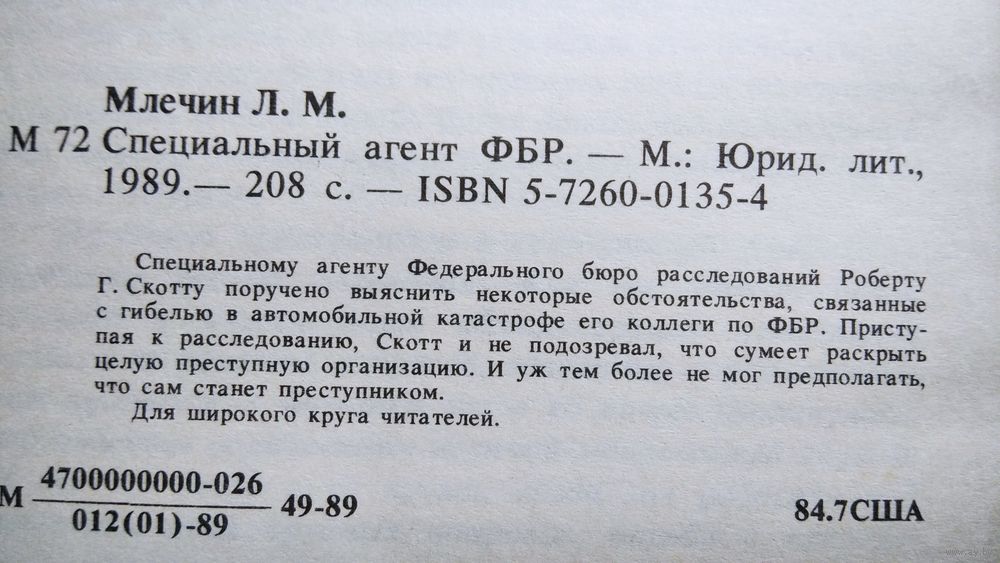 Млечин Л. М.
М 72 Специальный агент ФБР. — М.: Юрид. лит.,
1989.— 208 с. — ISBN 5-7260-0135-4
Специальному агенту Федерального бюро расследований Роберту
Г. Скотту поручено выяснить некоторые обстоятельства, связанные
с гибелью в автомобильной катастрофе его коллеги по ФБР. Присту-
пая к расследованию, Скотт и не подозревал, что сумеет раскрыть
целую преступную организацию. И уж тем более не мог предполагать,
что сам станет преступником.
Для широкого круга читателей.
М 4700000000-026
012(01)-89
49-89
84.7США
www.ay.by